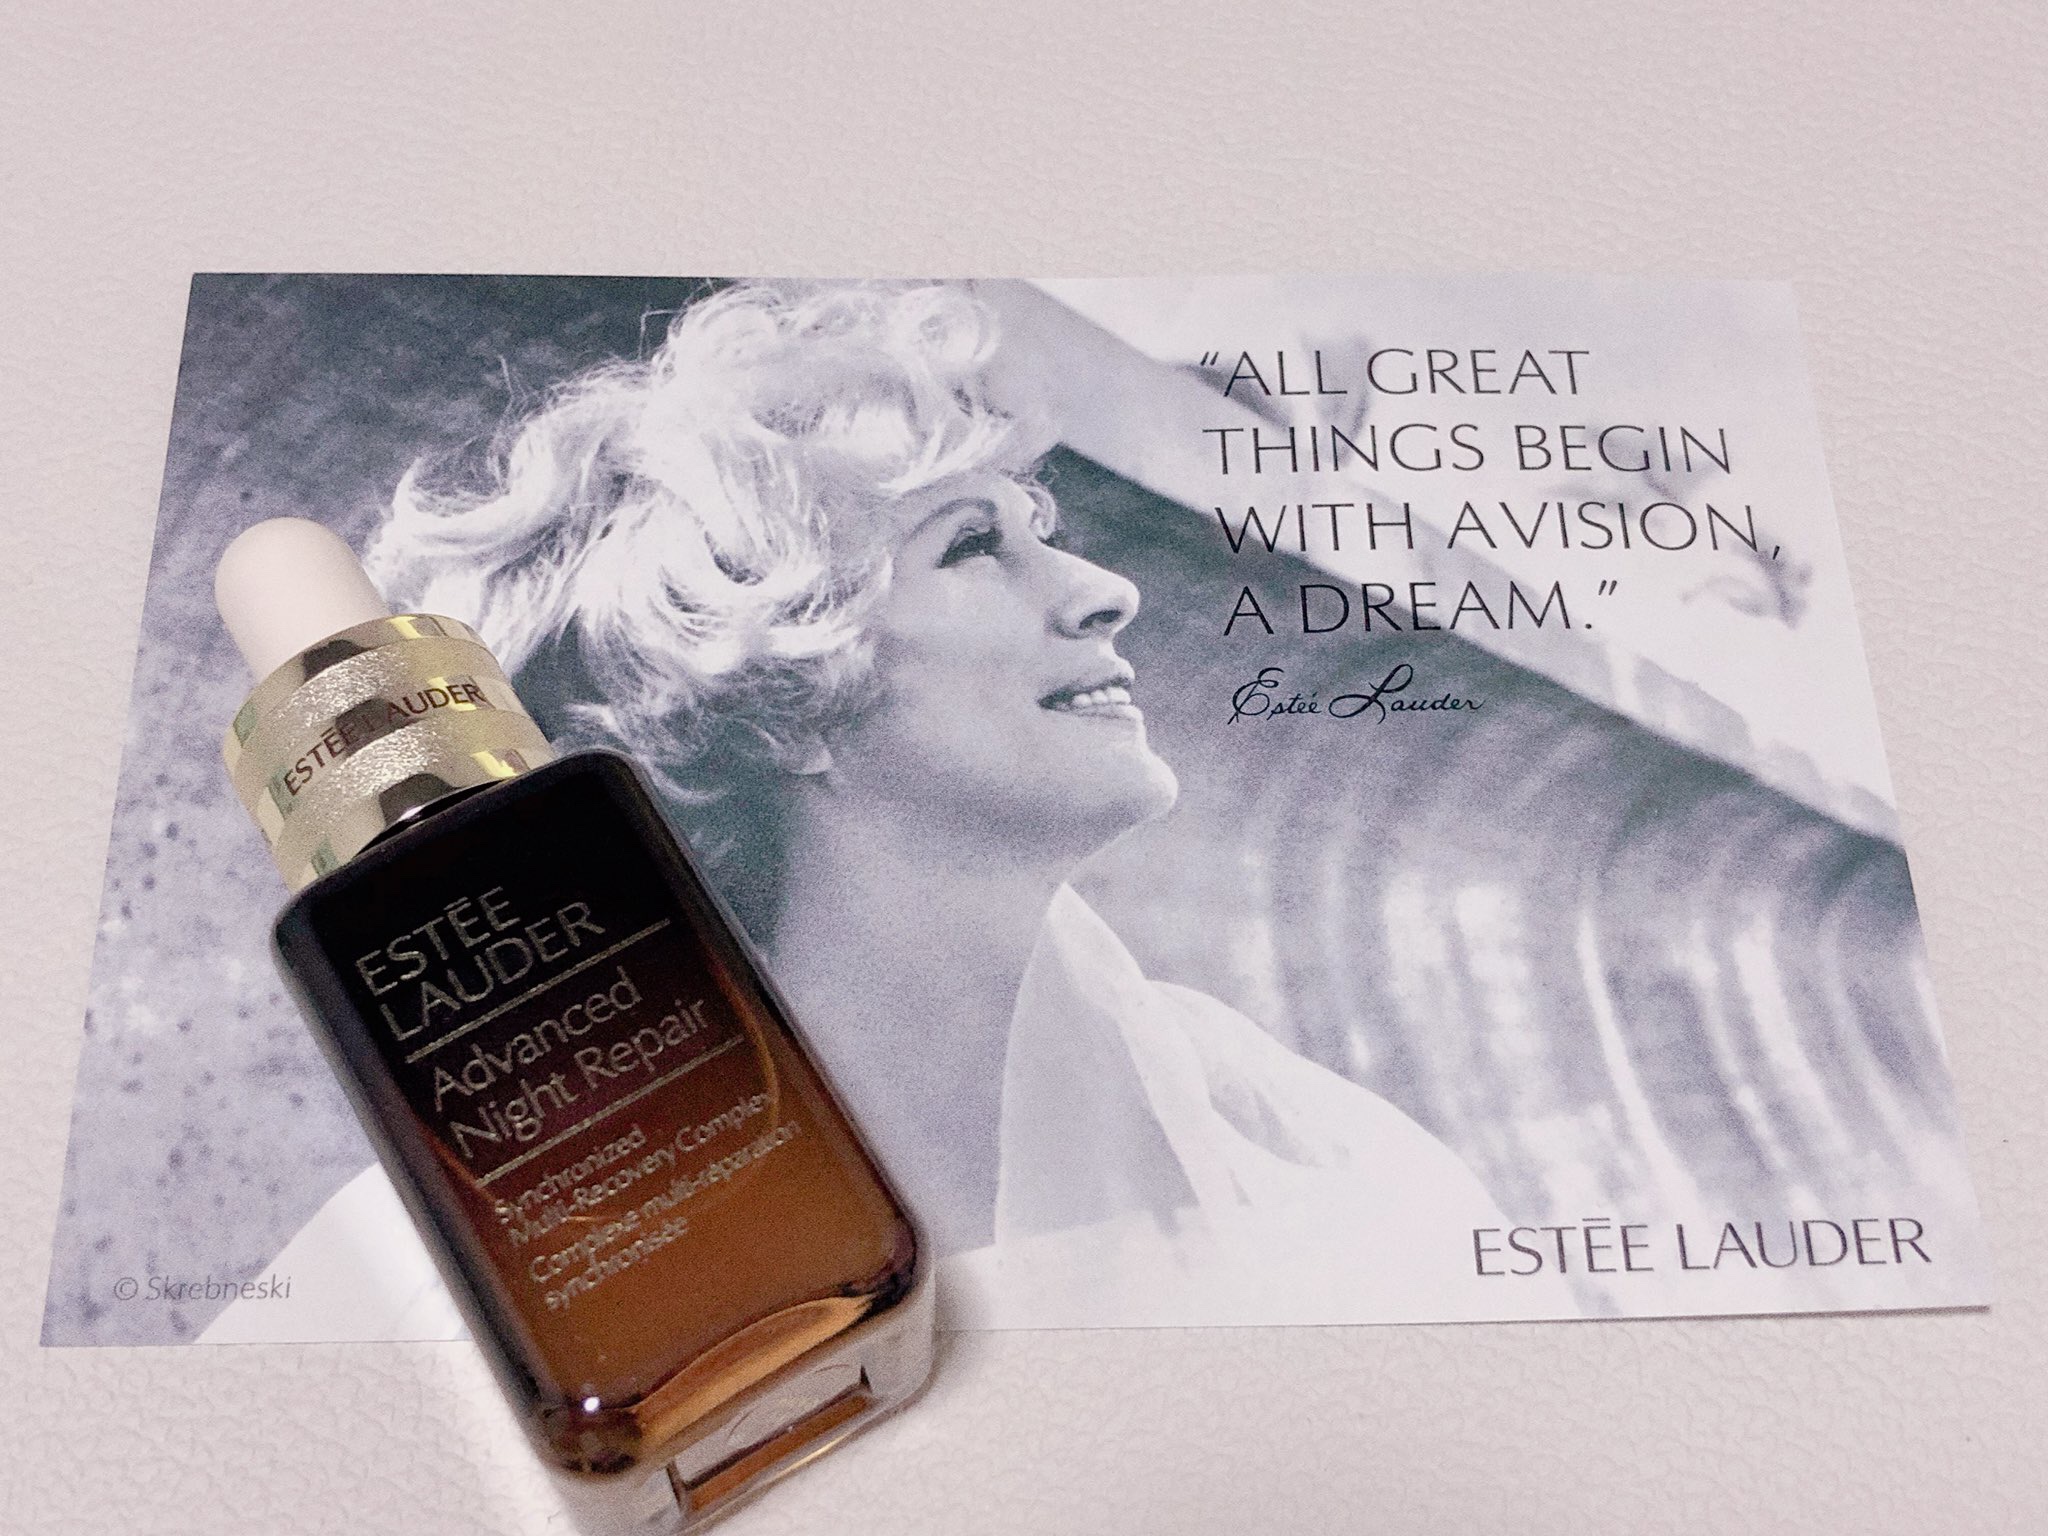 “ALL GREAT
THINGS BEGIN
WITH A VISION,
A DREAM.”
Estée Lauder
ESTĒE LAUDER
© Skrebneski
ESTĒE LAUDER
ESTĒE
LAUDER
Advanced
Night Repair
Synchronized
Multi-Recovery Complex
Complexe multi-réparation
synchronisée